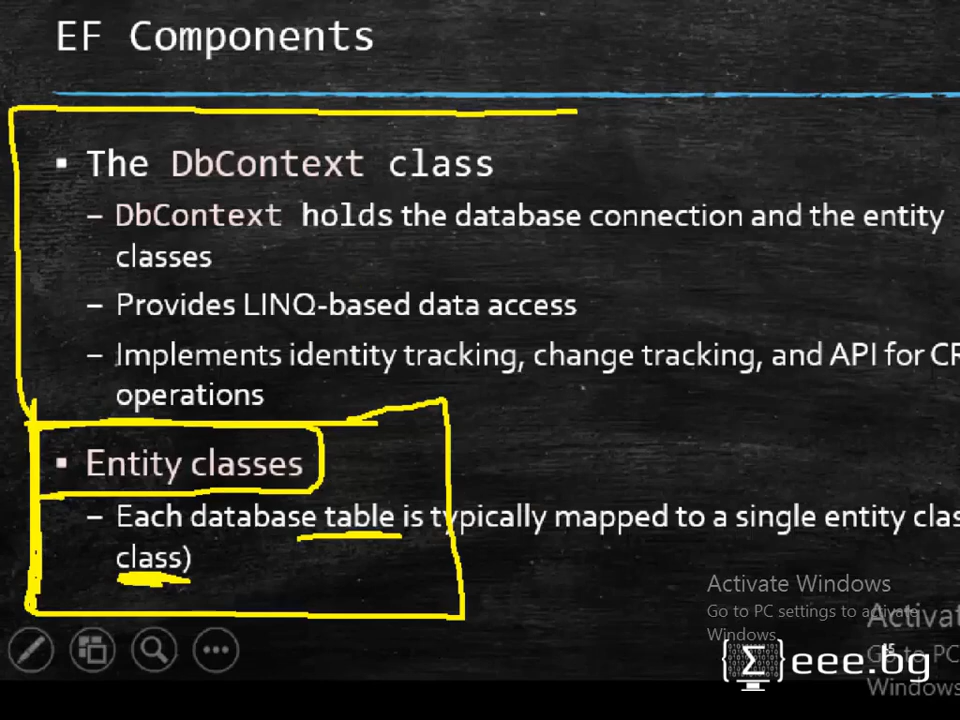 EF Components
▪ The DbContext class
– DbContext holds the database connection and the entity
classes
– Provides LINQ-based data access
– Implements identity tracking, change tracking, and API for CR
operations
▪ Entity classes
– Each database table is typically mapped to a single entity clas
class)
Activate Windows
Go to PC settings to activate
Windows.
Activat
Go to PC
Windows
15
{Σ}eee.bg